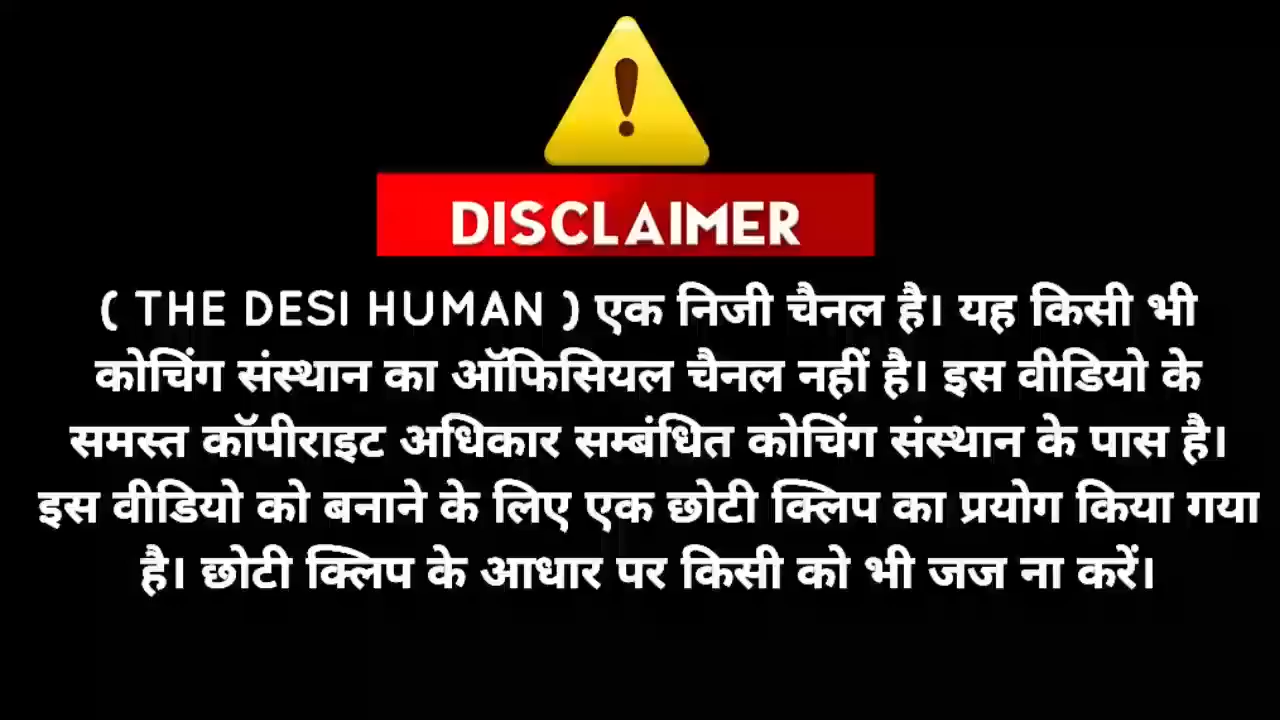 DISCLAIMER
( THE DESI HUMAN ) एक निजी चैनल है। यह किसी भी
कोचिंग संस्थान का ऑफिसियल चैनल नहीं है। इस वीडियो के
समस्त कॉपीराइट अधिकार सम्बंधित कोचिंग संस्थान के पास है।
इस वीडियो को बनाने के लिए एक छोटी क्लिप का प्रयोग किया गया
है। छोटी क्लिप के आधार पर किसी को भी जज ना करें।